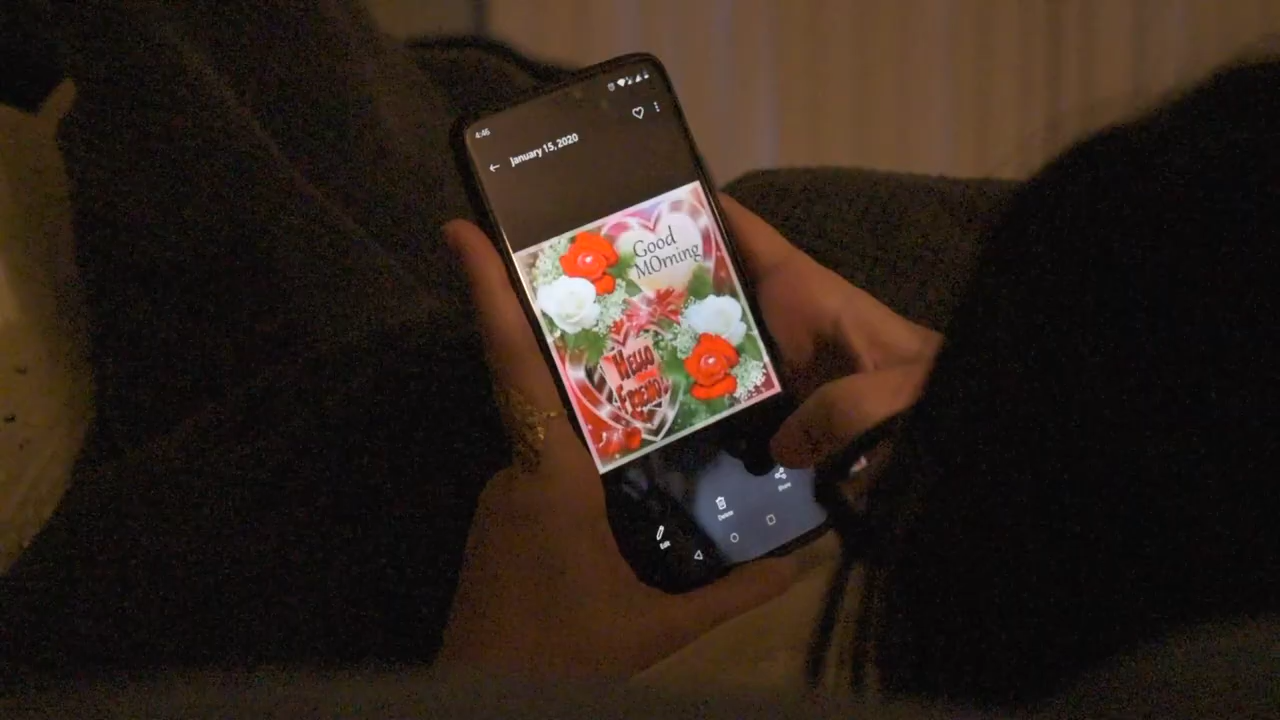 4:46
January 15, 2020
Good
MOrning
HELLO
FRIEND!
Edit
Delete
Share